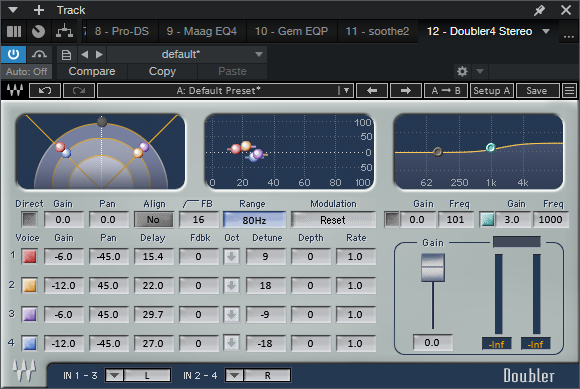 Track
7 8 - Pro-DS 9 - Maag EQ4 10 - Gem EQP 11 - soothe2 12 - Doubler4 Stereo ...
default*
Auto: Off Compare Copy Paste
A: Default Preset* A → B Setup A Save
100
50
0
50
100
0 20 40 60 80 100
62 250 1k 4k
Direct Gain Pan Align FB Range Modulation Gain Freq Gain Freq
0.0 0.0 No 16 80Hz Reset 0.0 101 3.0 1000
Voice Gain Pan Delay Fdbk Oct Detune Depth Rate
1 -6.0 -45.0 15.4 0 9 0 1.0
2 -12.0 45.0 22.0 0 18 0 1.0
3 -6.0 45.0 29.7 0 -9 0 1.0
4 -12.0 -45.0 27.0 0 -18 0 1.0
Gain
0.0 -Inf -Inf
IN 1 - 3 L IN 2 - 4 R Doubler